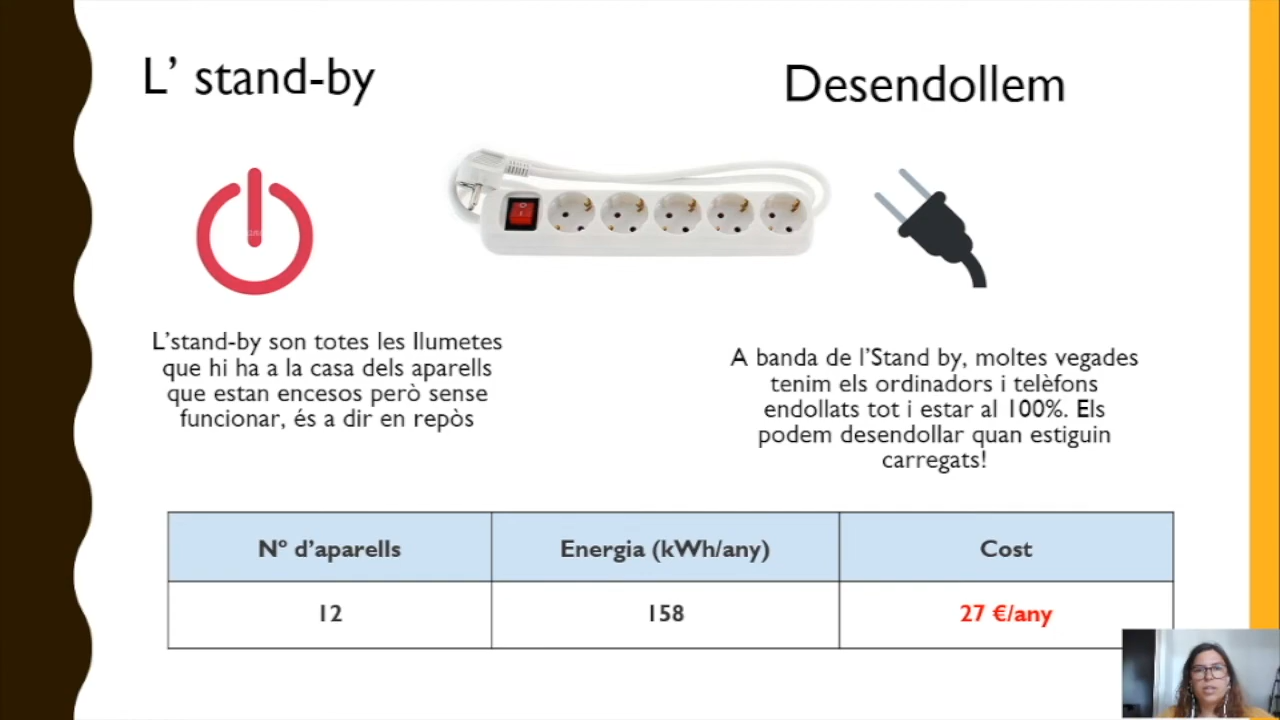 L' stand-by
Desendollem
L'stand-by son totes les llumetes
que hi ha a la casa dels aparells
que estan encesos però sense
funcionar, és a dir en repòs
A banda de l'Stand by, moltes vegades
tenim els ordinadors i telèfons
endollats tot i estar al 100%. Els
podem desendollar quan estiguin
carregats!
Nº d'aparells
Energia (kWh/any)
Cost
12
158
27 €/any